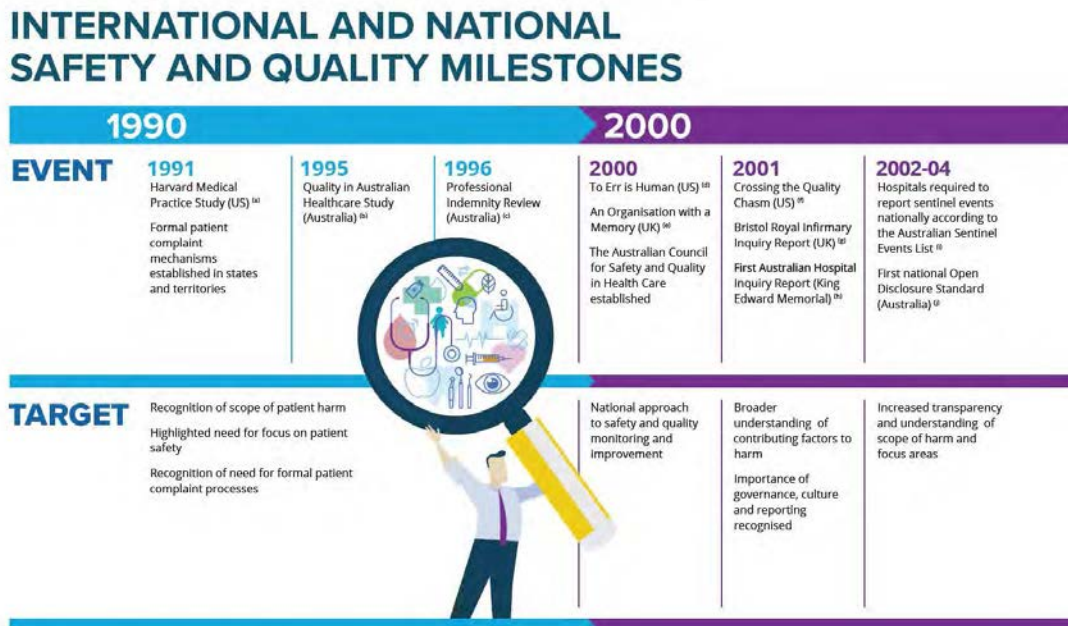 INTERNATIONAL AND NATIONAL
SAFETY AND QUALITY MILESTONES
1990
2000
EVENT
1991
Harvard Medical
Practice Study (US) (a)
Formal patient
complaint
mechanisms
established in states
and territories
1995
Quality in Australian
Healthcare Study
(Australia) (b)
1996
Professional
Indemnity Review
(Australia) (c)
2000
To Err is Human (US) (d)
An Organisation with a
Memory (UK) (e)
The Australian Council
for Safety and Quality
in Health Care
established
2001
Crossing the Quality
Chasm (US) (f)
Bristol Royal Infirmary
Inquiry Report (UK) (g)
First Australian Hospital
Inquiry Report (King
Edward Memorial) (h)
2002-04
Hospitals required to
report sentinel events
nationally according to
the Australian Sentinel
Events List (i)
First national Open
Disclosure Standard
(Australia) (j)
TARGET
Recognition of scope of patient harm
Highlighted need for focus on patient
safety
Recognition of need for formal patient
complaint processes
National approach
to safety and quality
monitoring and
improvement
Broader
understanding of
contributing factors to
harm
Importance of
governance, culture
and reporting
recognised
Increased transparency
and understanding of
scope of harm and
focus areas